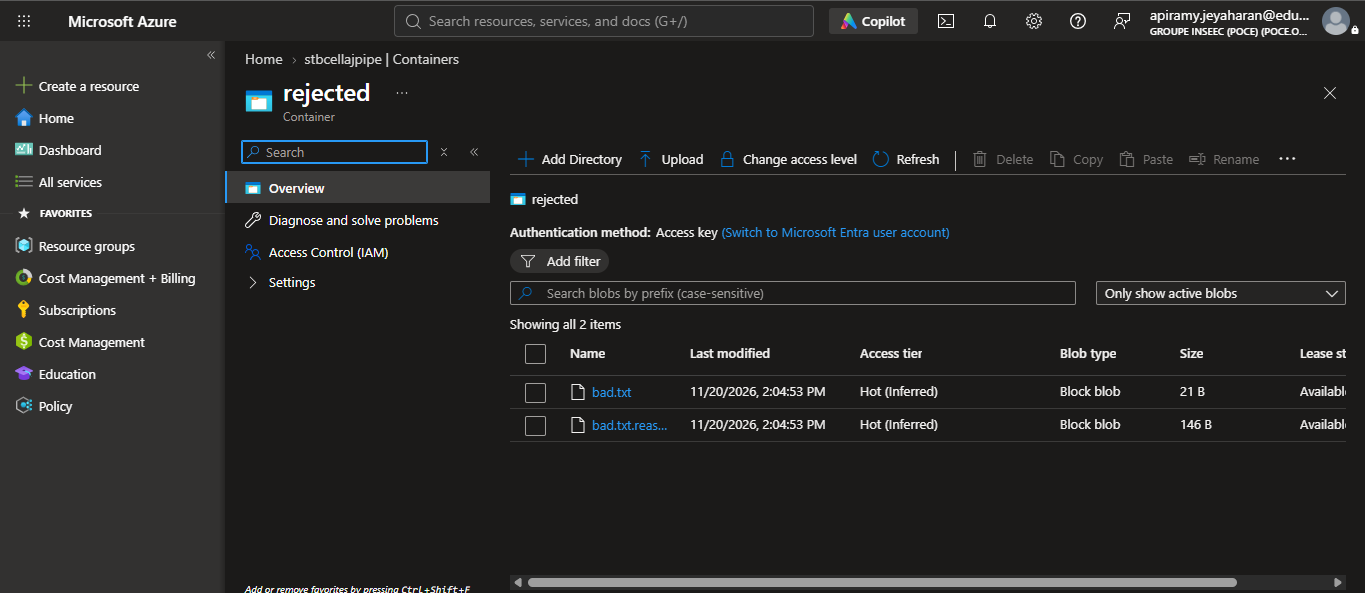 Microsoft Azure
Search resources, services, and docs (G+/)
Copilot
apiramy.jeyaharan@edu...
GROUPE INSEEC (POCE) (POCE.O...
Create a resource
Home
Dashboard
All services
FAVORITES
Resource groups
Cost Management + Billing
Subscriptions
Cost Management
Education
Policy
Home > stbcellajpipe | Containers
rejected ...
Container
Search
Overview
Diagnose and solve problems
Access Control (IAM)
Settings
Add or remove favorites by pressing Ctrl+Shift+F
Add Directory Upload Change access level Refresh Delete Copy Paste Rename ...
rejected
Authentication method: Access key (Switch to Microsoft Entra user account)
Add filter
Search blobs by prefix (case-sensitive) Only show active blobs
Showing all 2 items
Name Last modified Access tier Blob type Size Lease st
bad.txt 11/20/2026, 2:04:53 PM Hot (Inferred) Block blob 21 B Availabl
bad.txt.reas... 11/20/2026, 2:04:53 PM Hot (Inferred) Block blob 146 B Availabl